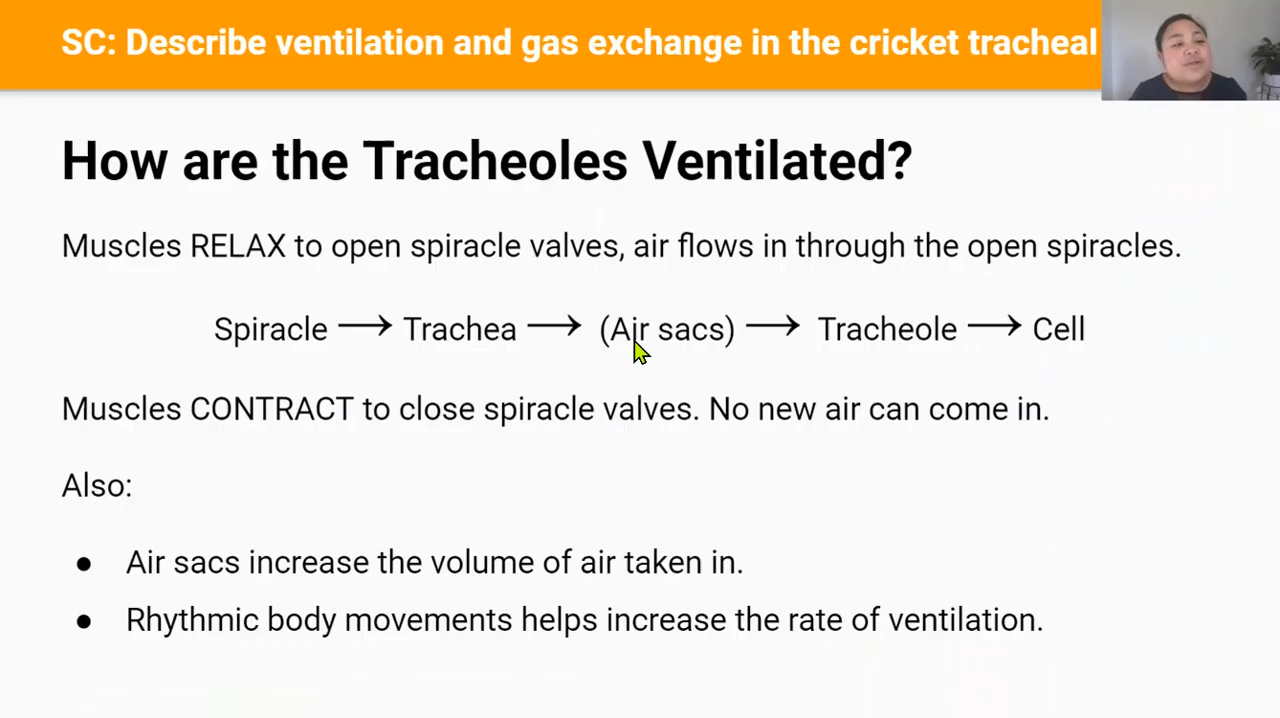 SC: Describe ventilation and gas exchange in the cricket tracheal
How are the Tracheoles Ventilated?
Muscles RELAX to open spiracle valves, air flows in through the open spiracles.
Spiracle → Trachea → (Air sacs) → Tracheole → Cell
Muscles CONTRACT to close spiracle valves. No new air can come in.
Also:
● Air sacs increase the volume of air taken in.
● Rhythmic body movements helps increase the rate of ventilation.